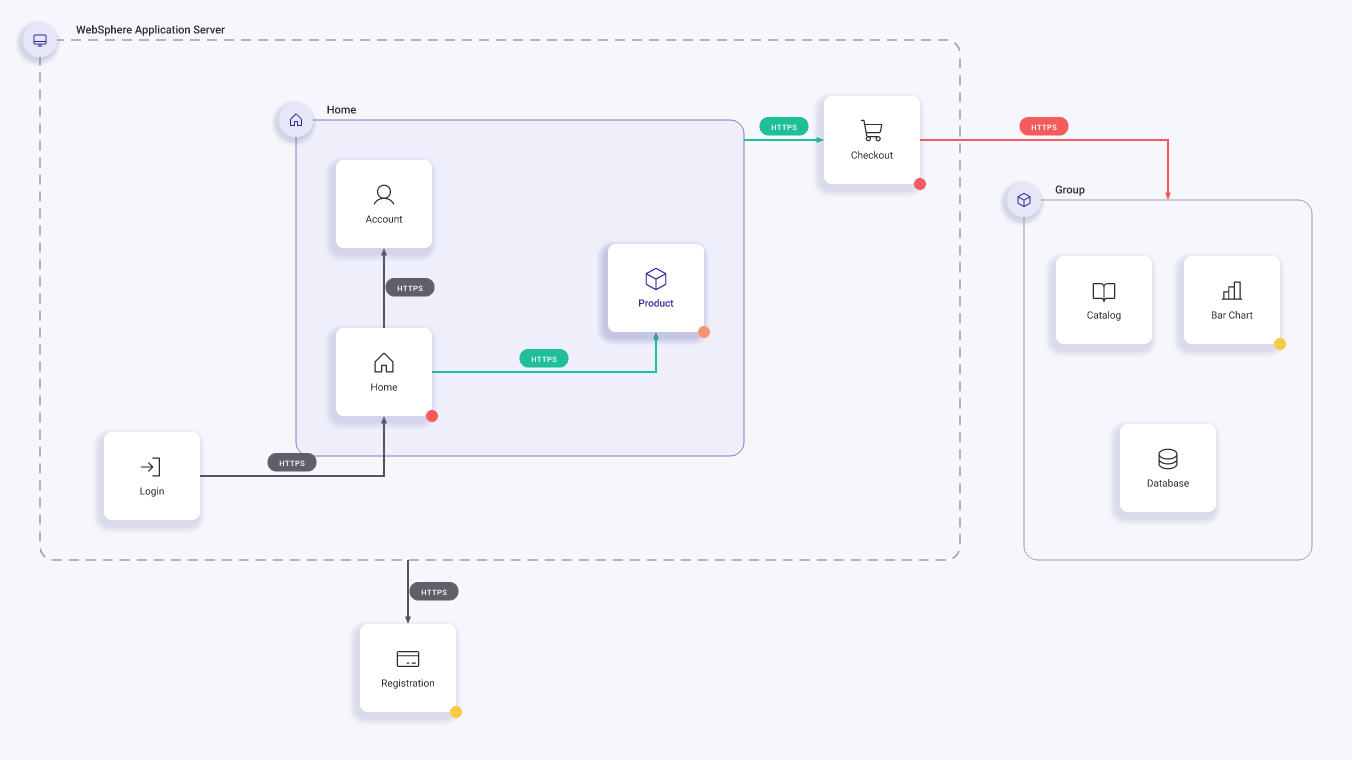 WebSphere Application Server
Home
HTTPS
Checkout
HTTPS
Account
Group
HTTPS
Product
Catalog
Bar Chart
HTTPS
Home
HTTPS
Login
Database
HTTPS
Registration